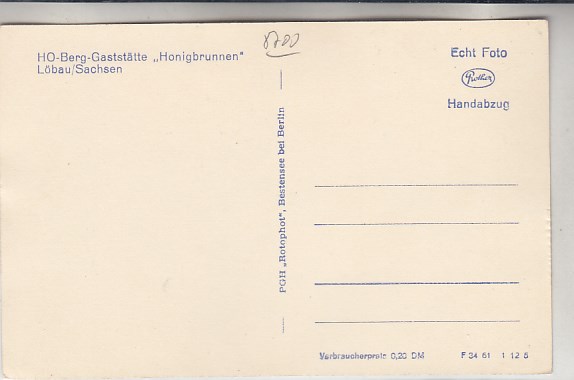 HO-Berg-Gaststätte „Honigbrunnen"
Löbau/Sachsen
8700
Echt Foto
Handabzug
PGH „Rotophot", Bestensee bei Berlin
Verbraucherpreis 0,20 DM
F 34 61 1 12 5